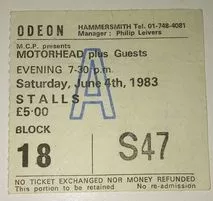 ODEON HAMMERSMITH Tel. 01-748-4081
Manager : Philip Leivers
M.C.P. presents
MOTORHEAD plus Guests
EVENING 7-30 p.m.
Saturday, June 4th, 1983
A
STALLS
£5·00
BLOCK
18 S47
NO TICKET EXCHANGED NOR MONEY REFUNDED
This portion to be retained No re-admission